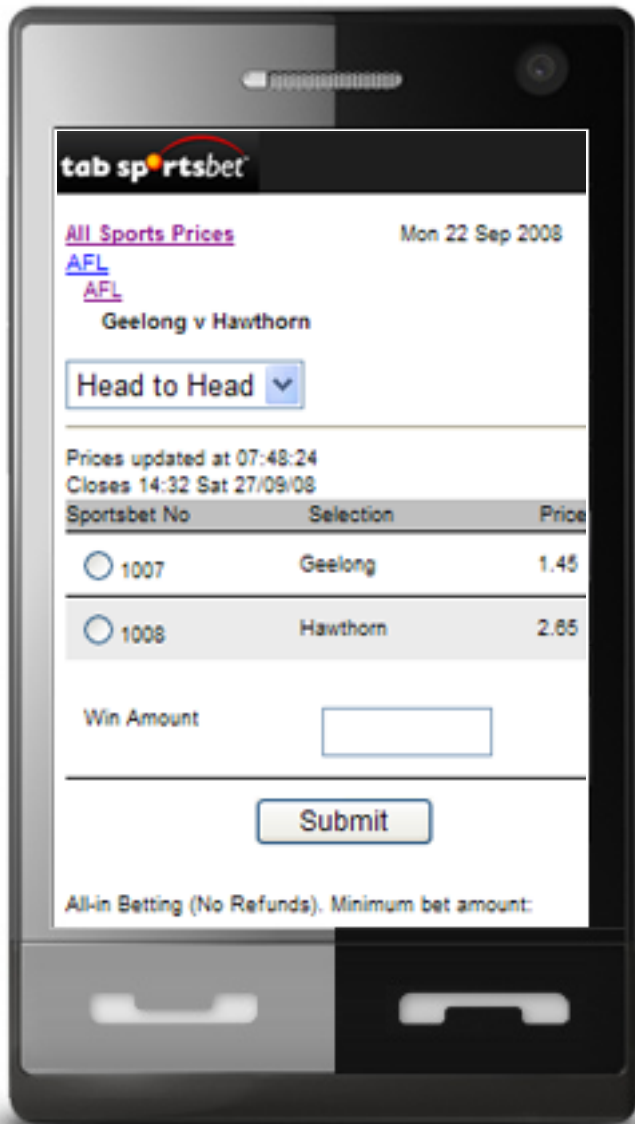 tab sportsbet
All Sports Prices Mon 22 Sep 2008
AFL
AFL
Geelong v Hawthorn
Head to Head
Prices updated at 07:48:24
Closes 14:32 Sat 27/09/08
Sportsbet No Selection Price
1007 Geelong 1.45
1008 Hawthorn 2.65
Win Amount
Submit
All-in Betting (No Refunds). Minimum bet amount: